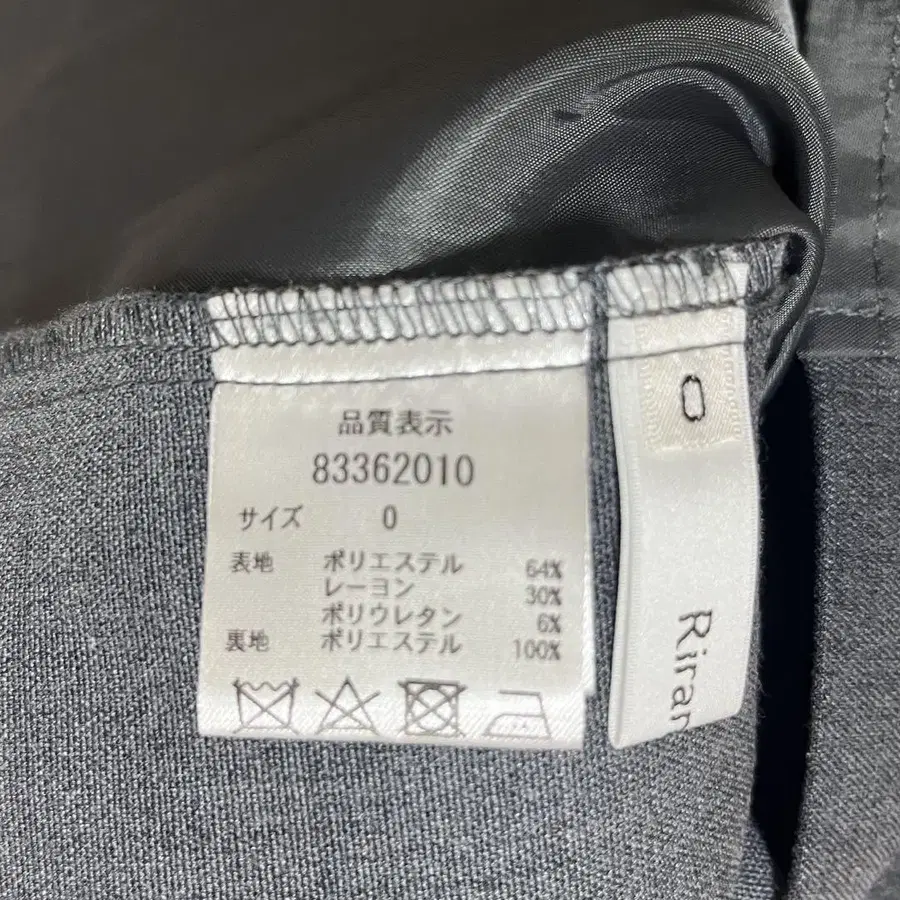 品質表示
83362010
サイズ 0
表地 ポリエステル 64%
レーヨン 30%
ポリウレタン 6%
裏地 ポリエステル 100%
0
Riran